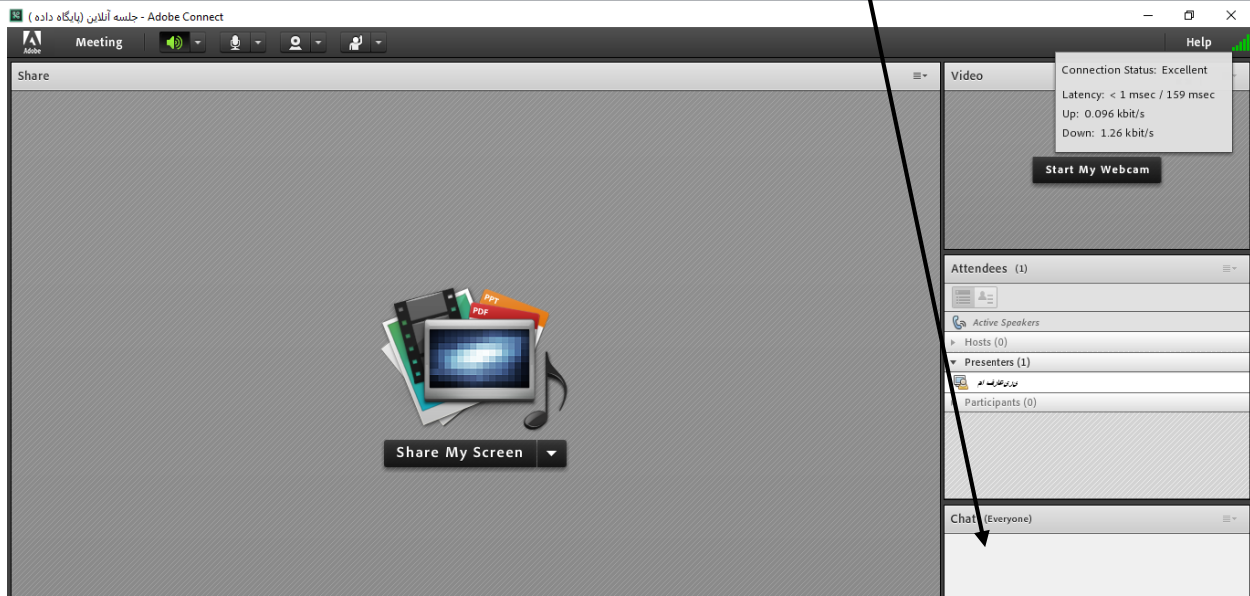 جلسه آنلاین (پایگاه داده ) - Adobe Connect
Adobe
Meeting
Help
Share
Video
Connection Status: Excellent
Latency: < 1 msec / 159 msec
Up: 0.096 kbit/s
Down: 1.26 kbit/s
Start My Webcam
PPT
PDF
Share My Screen
Attendees (1)
Active Speakers
Hosts (0)
Presenters (1)
Participants (0)
Chat (Everyone)